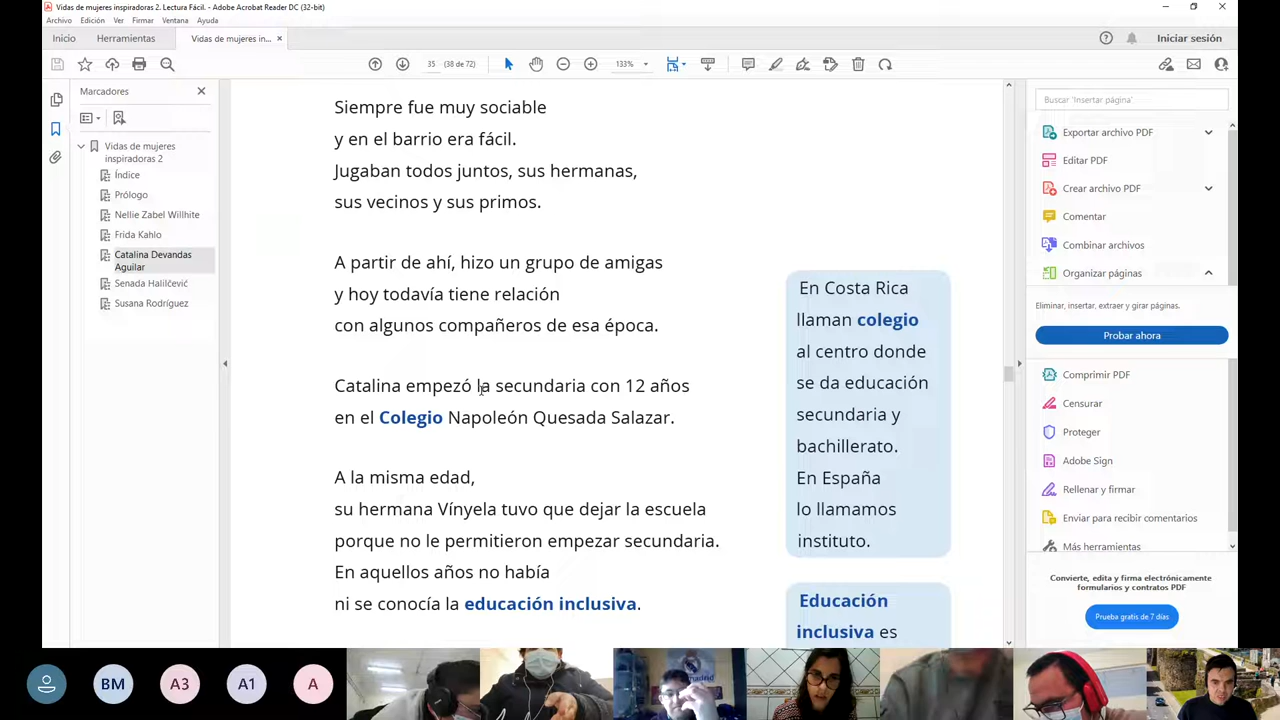 Vidas de mujeres inspiradoras 2. Lectura Fácil. - Adobe Acrobat Reader DC (32-bit)
Archivo Edición Ver Firmar Ventana Ayuda
Inicio Herramientas Vidas de mujeres in... × Iniciar sesión
35 (38 de 72) 133%
Marcadores
Vidas de mujeres
inspiradoras 2
Índice
Prólogo
Nellie Zabel Willhite
Frida Kahlo
Catalina Devandas
Aguilar
Senada Halilčević
Susana Rodríguez
Siempre fue muy sociable
y en el barrio era fácil.
Jugaban todos juntos, sus hermanas,
sus vecinos y sus primos.
A partir de ahí, hizo un grupo de amigas
y hoy todavía tiene relación
con algunos compañeros de esa época.
Catalina empezó la secundaria con 12 años
en el Colegio Napoleón Quesada Salazar.
A la misma edad,
su hermana Vínyela tuvo que dejar la escuela
porque no le permitieron empezar secundaria.
En aquellos años no había
ni se conocía la educación inclusiva.
En Costa Rica
llaman colegio
al centro donde
se da educación
secundaria y
bachillerato.
En España
lo llamamos
instituto.
Educación
inclusiva es
Buscar 'Insertar página'
Exportar archivo PDF
Editar PDF
Crear archivo PDF
Comentar
Combinar archivos
Organizar páginas
Eliminar, insertar, extraer y girar páginas.
Probar ahora
Comprimir PDF
Censurar
Proteger
Adobe Sign
Rellenar y firmar
Enviar para recibir comentarios
Más herramientas
Convierte, edita y firma electrónicamente
formularios y contratos PDF
Prueba gratis de 7 días
BM A3 A1 A